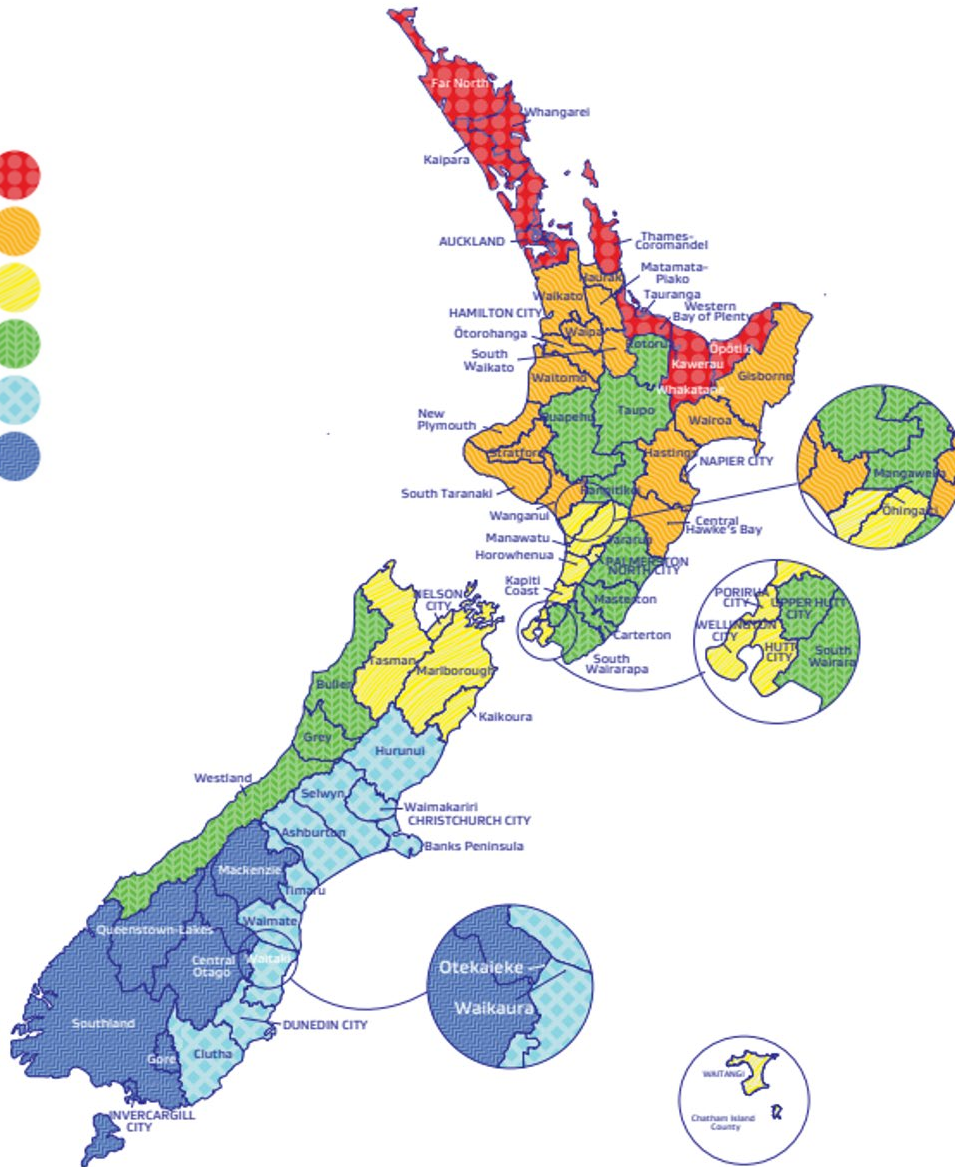 Far North
Whangarei
Kaipara
AUCKLAND
Thames-
Coromandel
Hauraki
Matamata-
Piako
Waikato
Tauranga
Western
Bay of Plenty
HAMILTON CITY
Waipa
Ōtorohanga
Rotorua
Ōpōtiki
South
Waikato
Kawerau
Gisborne
Waitomo
Whakatane
New
Plymouth
Ruapehu
Taupo
Wairoa
Stratford
Hastings
NAPIER CITY
Mangaweka
South Taranaki
Rangitikei
Ōhingaiti
Wanganui
Central
Hawke's Bay
Manawatu
Tararua
Horowhenua
PALMERSTON
NORTH CITY
Kapiti
Coast
NELSON
CITY
Masterton
PORIRUA
CITY
UPPER HUTT
CITY
WELLINGTON
CITY
HUTT
CITY
South
Wairara
Carterton
South
Wairarapa
Tasman
Marlborough
Buller
Kaikoura
Grey
Hurunui
Westland
Selwyn
Waimakariri
CHRISTCHURCH CITY
Ashburton
Banks Peninsula
Mackenzie
Timaru
Waimate
Queenstown-Lakes
Central
Otago
Waitaki
Otekaieke
Waikaura
Southland
DUNEDIN CITY
Gore
Clutha
INVERCARGILL
CITY
WAITANGI
Chatham Island
County